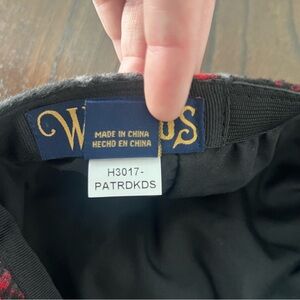 MADE IN CHINA
HECHO EN CHINA
H3017-
PATRDKDS